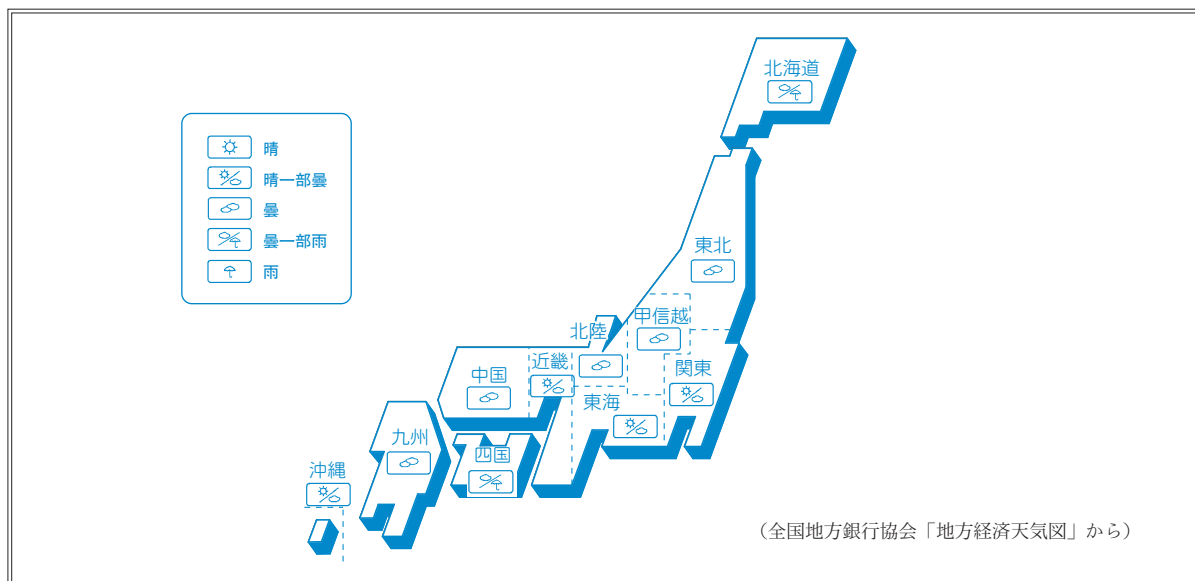 北海道
晴
晴一部曇
曇
曇一部雨
雨
東北
甲信越
北陸
近畿
関東
中国
東海
九州
四国
沖縄
（全国地方銀行協会「地方経済天気図」から）